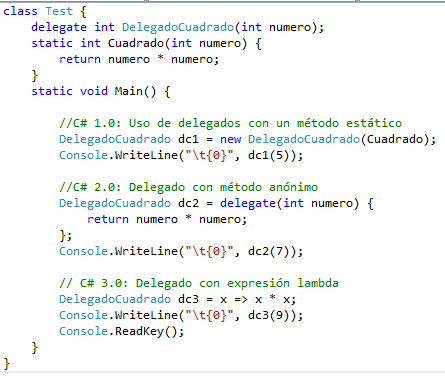 class Test {
    delegate int DelegadoCuadrado(int numero);
    static int Cuadrado(int numero) {
        return numero * numero;
    }
    static void Main() {

        //C# 1.0: Uso de delegados con un método estático
        DelegadoCuadrado dc1 = new DelegadoCuadrado(Cuadrado);
        Console.WriteLine("\t{0}", dc1(5));

        //C# 2.0: Delegado con método anónimo
        DelegadoCuadrado dc2 = delegate(int numero) {
            return numero * numero;
        };
        Console.WriteLine("\t{0}", dc2(7));

        // C# 3.0: Delegado con expresión lambda
        DelegadoCuadrado dc3 = x => x * x;
        Console.WriteLine("\t{0}", dc3(9));
        Console.ReadKey();
    }
}